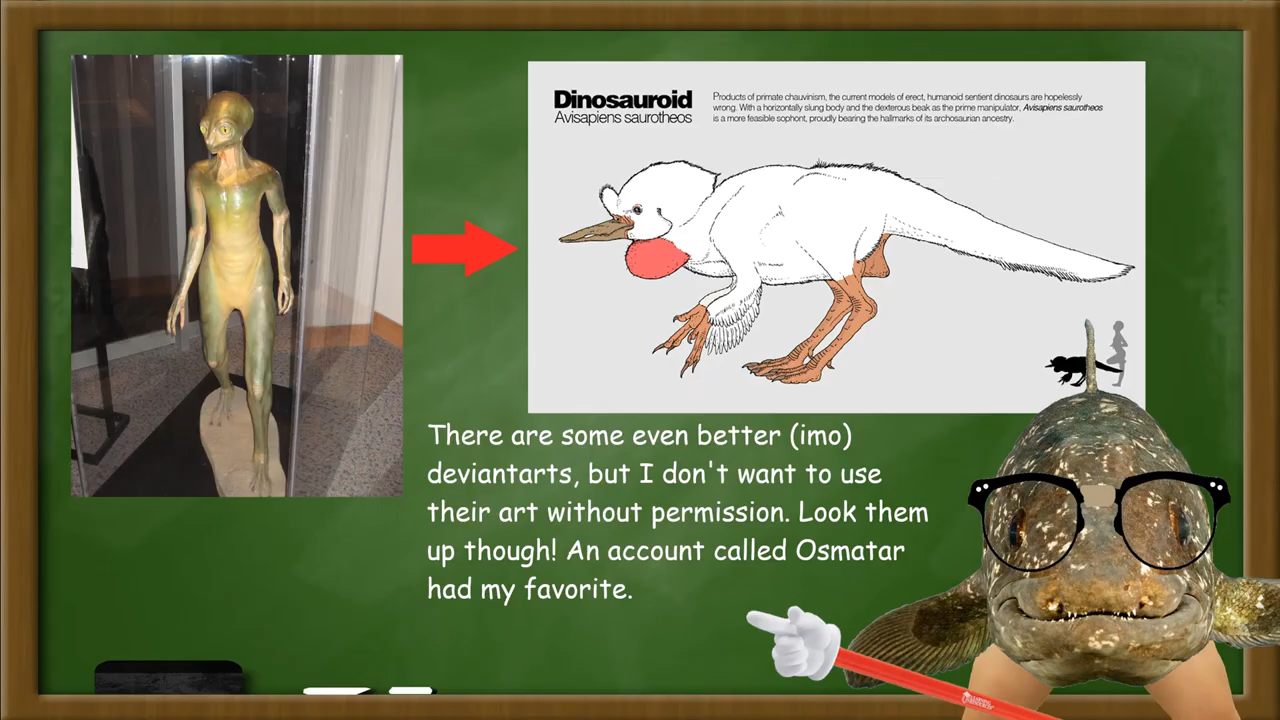 Dinosauroid
Avisapiens saurotheos
Products of primate chauvinism, the current models of erect, humanoid sentient dinosaurs are hopelessly
wrong. With a horizontally slung body and the dexterous beak as the prime manipulator, Avisapiens saurotheos
is a more feasible sophont, proudly bearing the hallmarks of its archosaurian ancestry.
There are some even better (imo)
deviantarts, but I don't want to use
their art without permission. Look them
up though! An account called Osmatar
had my favorite.